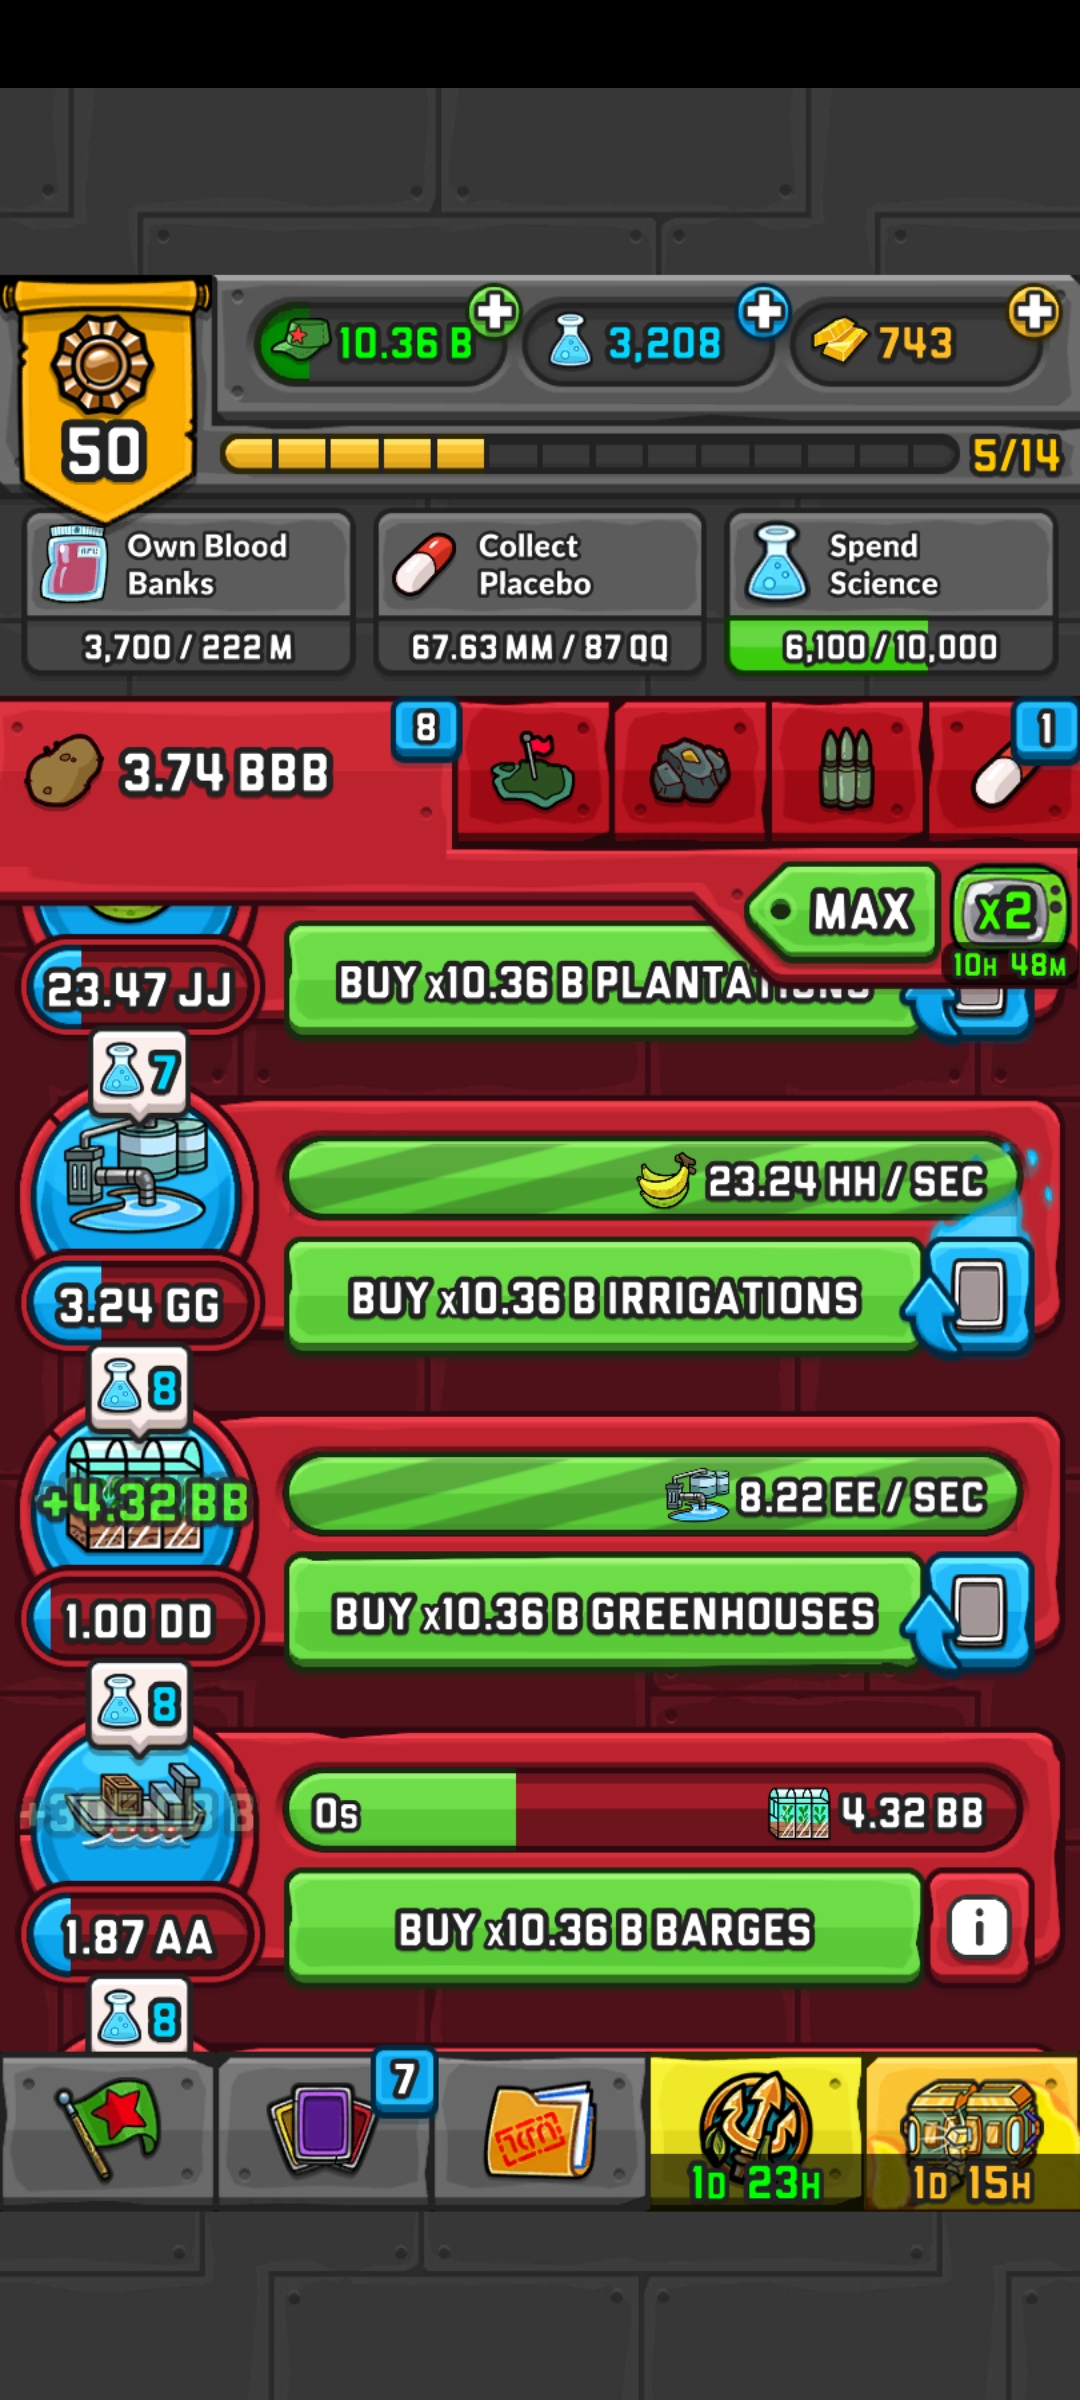 10.36 B
3,208
743
50
5/14
Own Blood Banks
3,700 / 222 M
Collect Placebo
67.63 MM / 87 QQ
Spend Science
6,100 / 10,000
3.74 BBB
8
1
MAX
x2
10H 48M
23.47 JJ
BUY x10.36 B PLANTATIONS
7
23.24 HH / SEC
3.24 GG
BUY x10.36 B IRRIGATIONS
8
+4.32 BB
8.22 EE / SEC
1.00 DD
BUY x10.36 B GREENHOUSES
8
0s
4.32 BB
1.87 AA
BUY x10.36 B BARGES
i
8
7
1D 23H
1D 15H